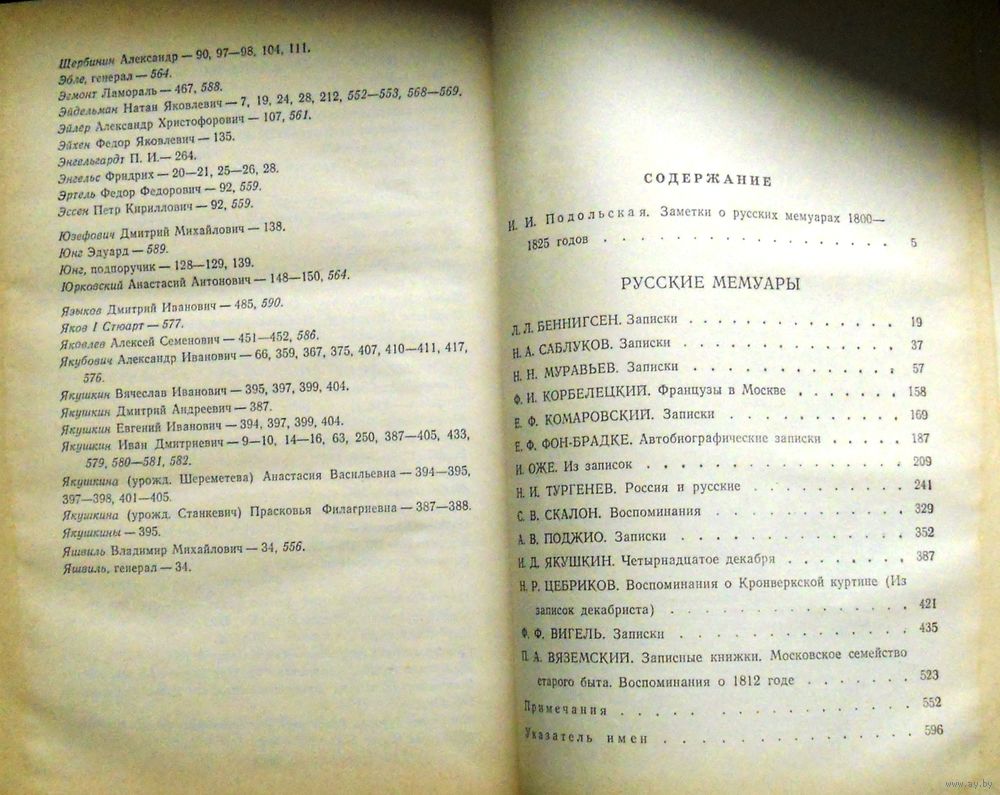 Щербинин Александр — 90, 97—98, 104, 111.
Эбле, генерал — 564.
Эгмонт Ламораль — 467, 588.
Эйдельман Натан Яковлевич — 7, 19, 24, 28, 212, 552—553, 568—569.
Эйлер Александр Христофорович — 107, 561.
Эйхен Федор Яковлевич — 135.
Энгельгардт П. И.— 264.
Энгельс Фридрих — 20—21, 25—26, 28.
Эртель Федор Федорович — 92, 559.
Эссен Петр Кириллович — 92, 559.
Юзефович Дмитрий Михайлович — 138.
Юнг Эдуард — 589.
Юнг, подпоручик — 128—129, 139.
Юрковский Анастасий Антонович — 148—150, 564.
Языков Дмитрий Иванович — 485, 590.
Яков I Стюарт — 577.
Яковлев Алексей Семенович — 451—452, 586.
Якубович Александр Иванович — 66, 359, 367, 375, 407, 410—411, 417,
576.
Якушкин Вячеслав Иванович — 395, 397, 399, 404.
Якушкин Дмитрий Андреевич — 387.
Якушкин Евгений Иванович — 394, 397, 399, 404.
Якушкин Иван Дмитриевич — 9—10, 14—16, 63, 250, 387—405, 433,
579, 580—581, 582.
Якушкина (урожд. Шереметева) Анастасия Васильевна — 394—395,
397—398, 401—405.
Якушкина (урожд. Станкевич) Прасковья Филагриевна — 387—388.
Якушкины — 395.
Яшвиль Владимир Михайлович — 34, 556.
Яшвиль, генерал — 34.
СОДЕРЖАНИЕ
И. И. Подольская. Заметки о русских мемуарах 1800—
1825 годов . . . . . . . . . . . . . . . . . . 5
РУССКИЕ МЕМУАРЫ
Л. Л. БЕННИГСЕН. Записки . . . . . . . . . . . . . 19
Н. А. САБЛУКОВ. Записки . . . . . . . . . . . . . 37
Н. Н. МУРАВЬЕВ. Записки . . . . . . . . . . . . . 57
Ф. И. КОРБЕЛЕЦКИЙ. Французы в Москве . . . . . . . 158
Е. Ф. КОМАРОВСКИЙ. Записки . . . . . . . . . . . 169
Е. Ф. ФОН-БРАДКЕ. Автобиографические записки . . . . . 187
И. ОЖЕ. Из записок . . . . . . . . . . . . . . . 209
Н. И. ТУРГЕНЕВ. Россия и русские . . . . . . . . . . 241
С. В. СКАЛОН. Воспоминания . . . . . . . . . . . . 329
А. В. ПОДЖИО. Записки . . . . . . . . . . . . . . 352
И. Д. ЯКУШКИН. Четырнадцатое декабря . . . . . . . . 387
Н. Р. ЦЕБРИКОВ. Воспоминания о Кронверкской куртине (Из
записок декабриста) . . . . . . . . . . . . . . 421
Ф. Ф. ВИГЕЛЬ. Записки . . . . . . . . . . . . . . 435
П. А. ВЯЗЕМСКИЙ. Записные книжки. Московское семейство
старого быта. Воспоминания о 1812 годе . . . . . . . 523
Примечания . . . . . . . . . . . . . . . . . . 552
Указатель имен . . . . . . . . . . . . . . . . 596
www.ay.by